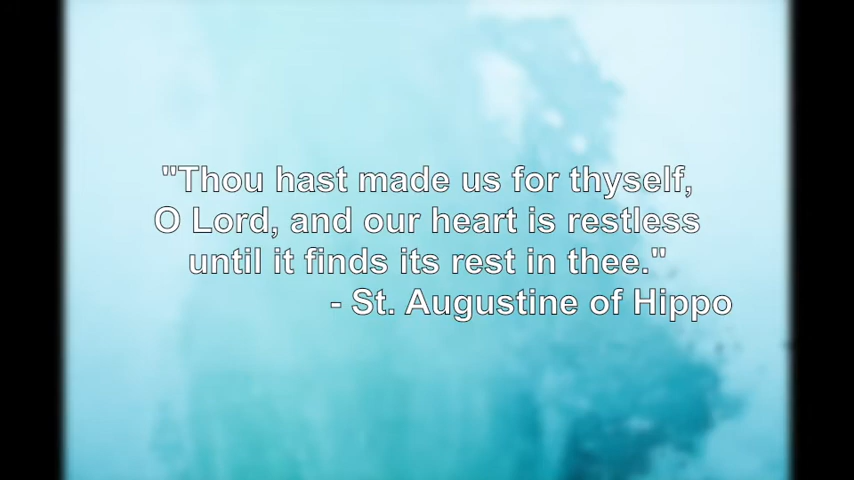 "Thou hast made us for thyself,
O Lord, and our heart is restless
until it finds its rest in thee."
- St. Augustine of Hippo